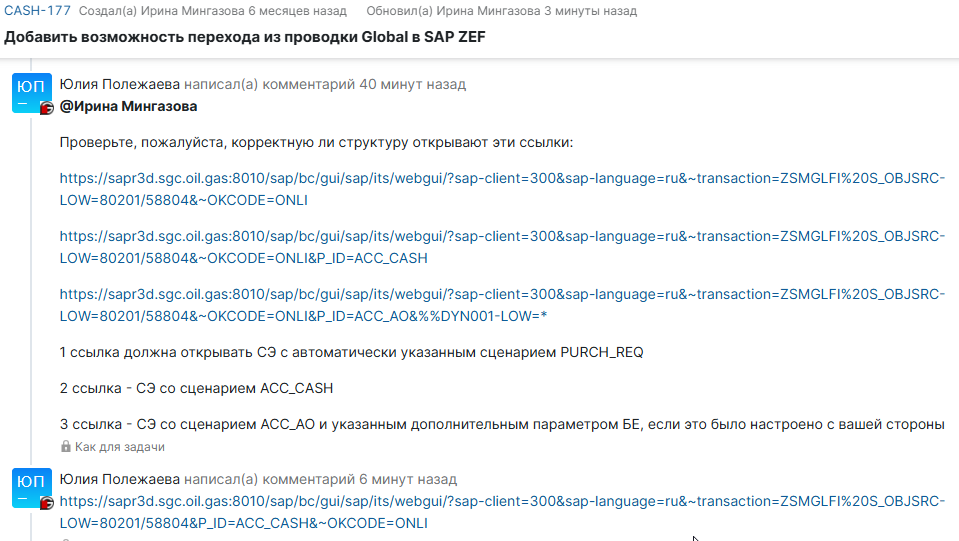 CASH-177 Создал(а) Ирина Мингазова 6 месяцев назад Обновил(а) Ирина Мингазова 3 минуты назад
Добавить возможность перехода из проводки Global в SAP ZEF
ЮП
Юлия Полежаева написал(а) комментарий 40 минут назад
@Ирина Мингазова
Проверьте, пожалуйста, корректную ли структуру открывают эти ссылки:
https://sapr3d.sgc.oil.gas:8010/sap/bc/gui/sap/its/webgui/?sap-client=300&sap-language=ru&~transaction=ZSMGLFI%20S_OBJSRC-
LOW=80201/58804&~OKCODE=ONLI
https://sapr3d.sgc.oil.gas:8010/sap/bc/gui/sap/its/webgui/?sap-client=300&sap-language=ru&~transaction=ZSMGLFI%20S_OBJSRC-
LOW=80201/58804&~OKCODE=ONLI&P_ID=ACC_CASH
https://sapr3d.sgc.oil.gas:8010/sap/bc/gui/sap/its/webgui/?sap-client=300&sap-language=ru&~transaction=ZSMGLFI%20S_OBJSRC-
LOW=80201/58804&~OKCODE=ONLI&P_ID=ACC_AO&%%DYN001-LOW=*
1 ссылка должна открывать СЭ с автоматически указанным сценарием PURCH_REQ
2 ссылка - СЭ со сценарием ACC_CASH
3 ссылка - СЭ со сценарием ACC_AO и указанным дополнительным параметром БЕ, если это было настроено с вашей стороны
Как для задачи
ЮП
Юлия Полежаева написал(а) комментарий 6 минут назад
https://sapr3d.sgc.oil.gas:8010/sap/bc/gui/sap/its/webgui/?sap-client=300&sap-language=ru&~transaction=ZSMGLFI%20S_OBJSRC-
LOW=80201/58804&P_ID=ACC_CASH&~OKCODE=ONLI